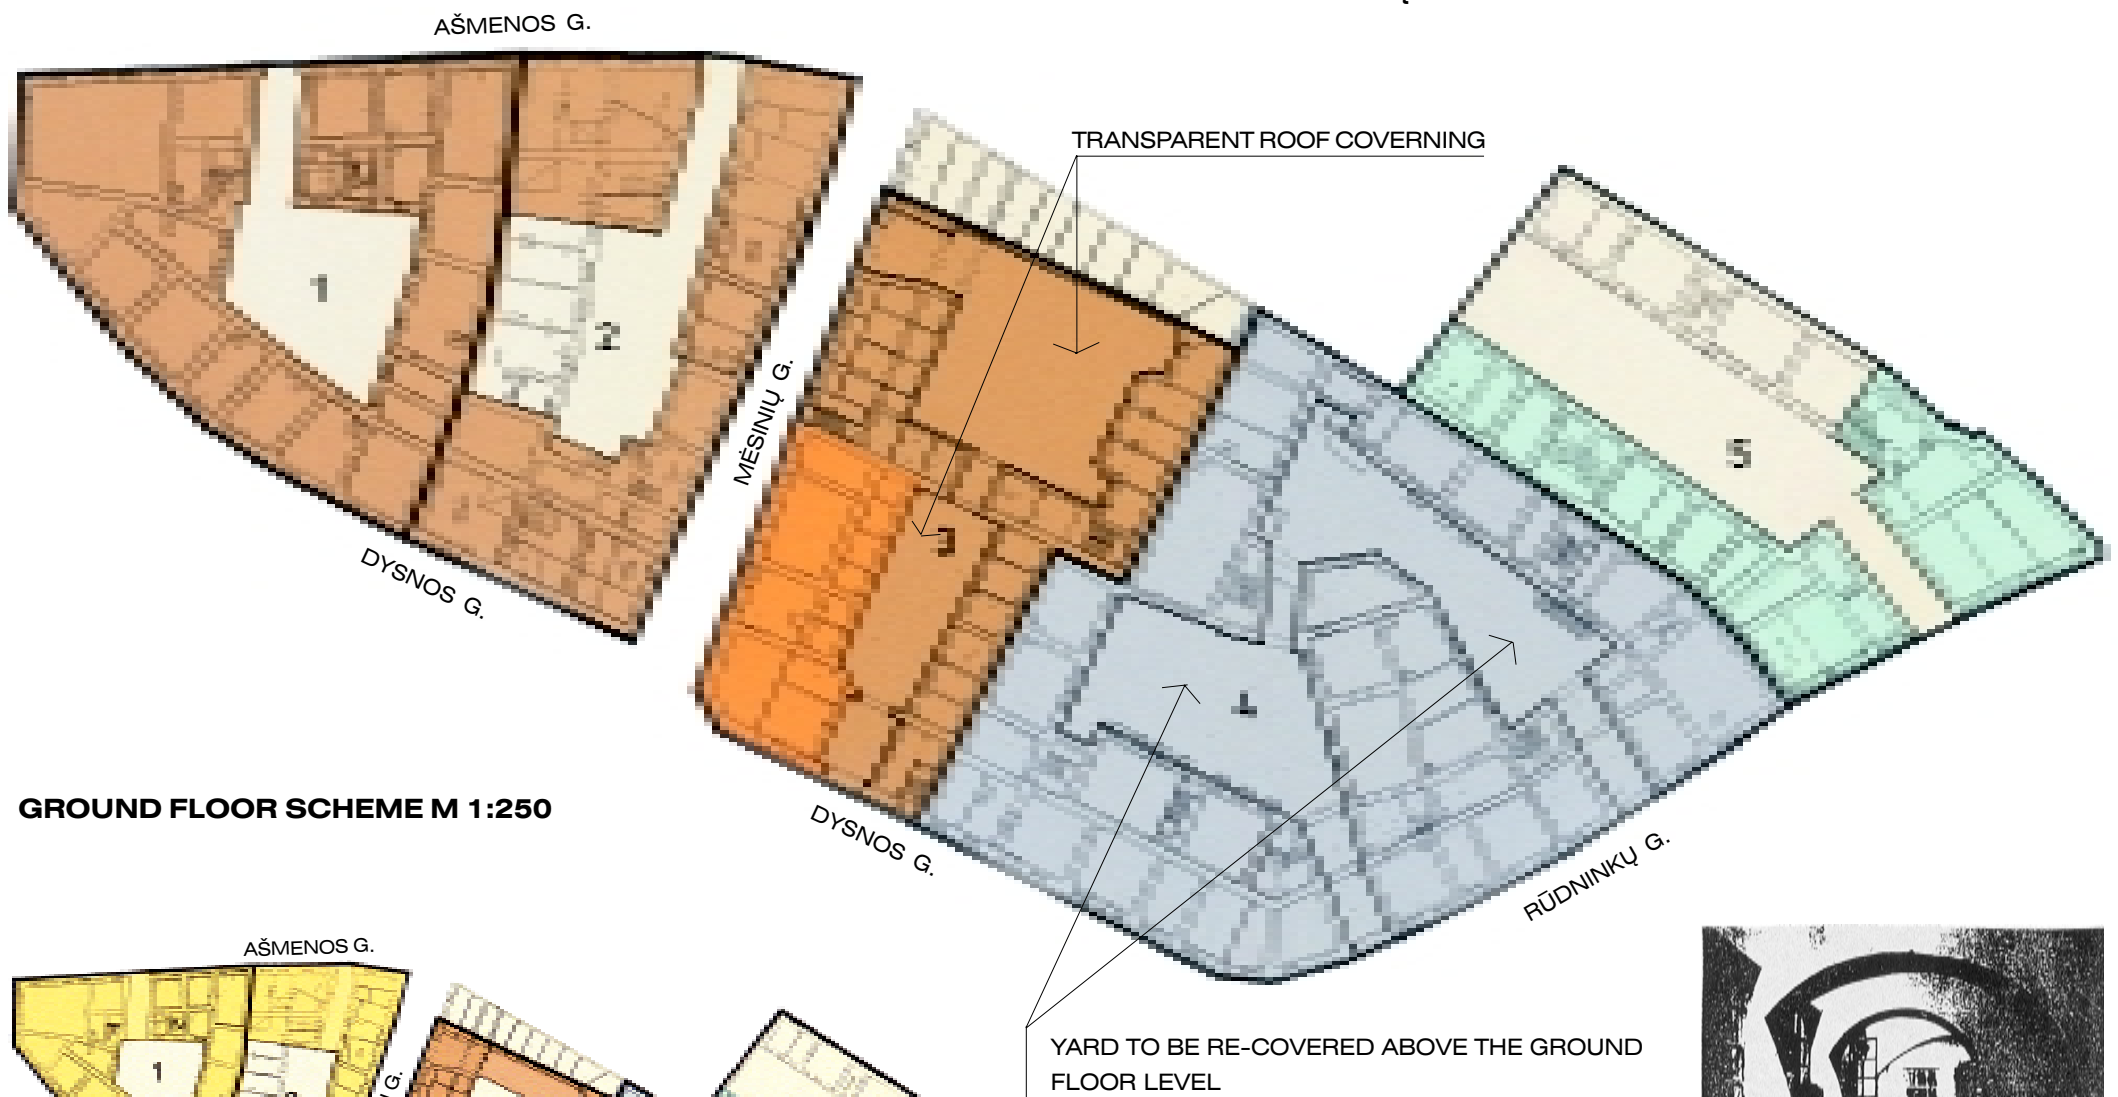 AŠMENOS G.
TRANSPARENT ROOF COVERNING
1
2
MĖSINIŲ G.
5
3
4
DYSNOS G.
GROUND FLOOR SCHEME M 1:250
DYSNOS G.
RŪDNINKŲ G.
AŠMENOS G.
1
G.
YARD TO BE RE-COVERED ABOVE THE GROUND
FLOOR LEVEL